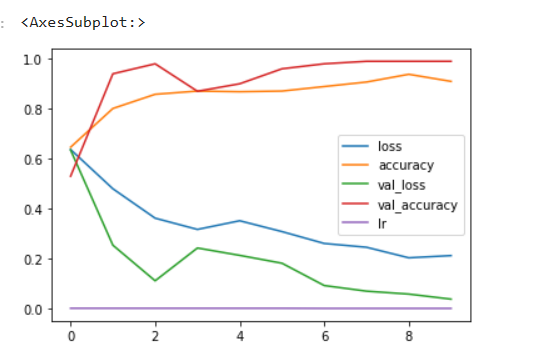 : <AxesSubplot:>
1.0
0.8
0.6
0.4
0.2
0.0
loss
accuracy
val_loss
val_accuracy
lr
0 2 4 6 8